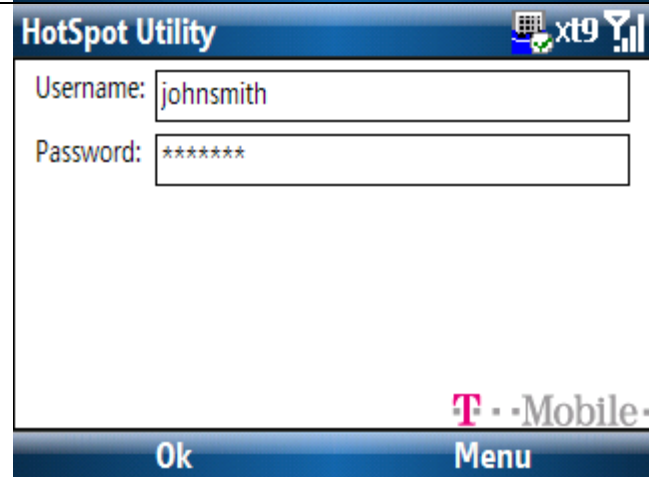 HotSpot Utility xt9
Username: johnsmith
Password: *******
T · ·Mobile·
Ok Menu